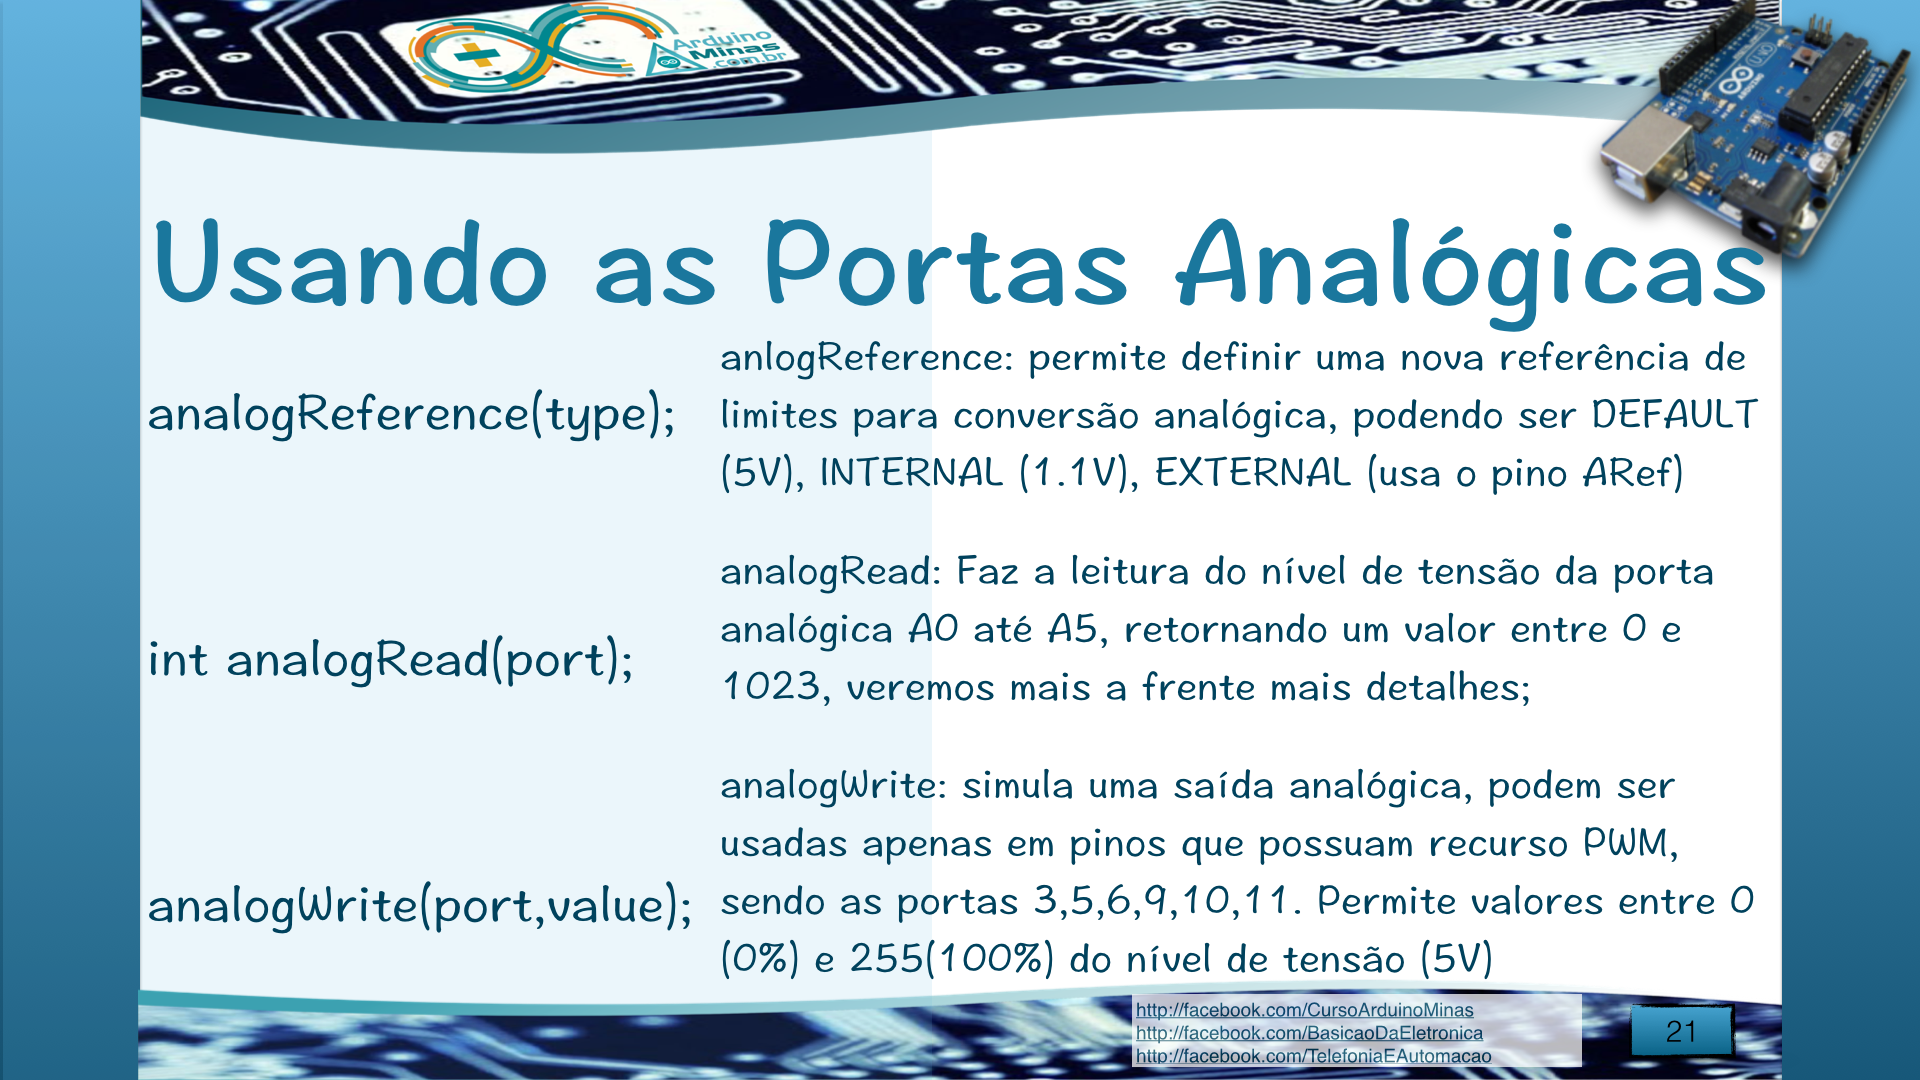 Arduino
Minas
.com.br
Usando as Portas Analógicas
analogReference(type);
anlogReference: permite definir uma nova referência de
limites para conversão analógica, podendo ser DEFAULT
(5V), INTERNAL (1.1V), EXTERNAL (usa o pino ARef)
int analogRead(port);
analogRead: Faz a leitura do nível de tensão da porta
analógica A0 até A5, retornando um valor entre 0 e
1023, veremos mais a frente mais detalhes;
analogWrite(port,value);
analogWrite: simula uma saída analógica, podem ser
usadas apenas em pinos que possuam recurso PWM,
sendo as portas 3,5,6,9,10,11. Permite valores entre 0
(0%) e 255(100%) do nível de tensão (5V)
http://facebook.com/CursoArduinoMinas
http://facebook.com/BasicaoDaEletronica
http://facebook.com/TelefoniaEAutomacao
21